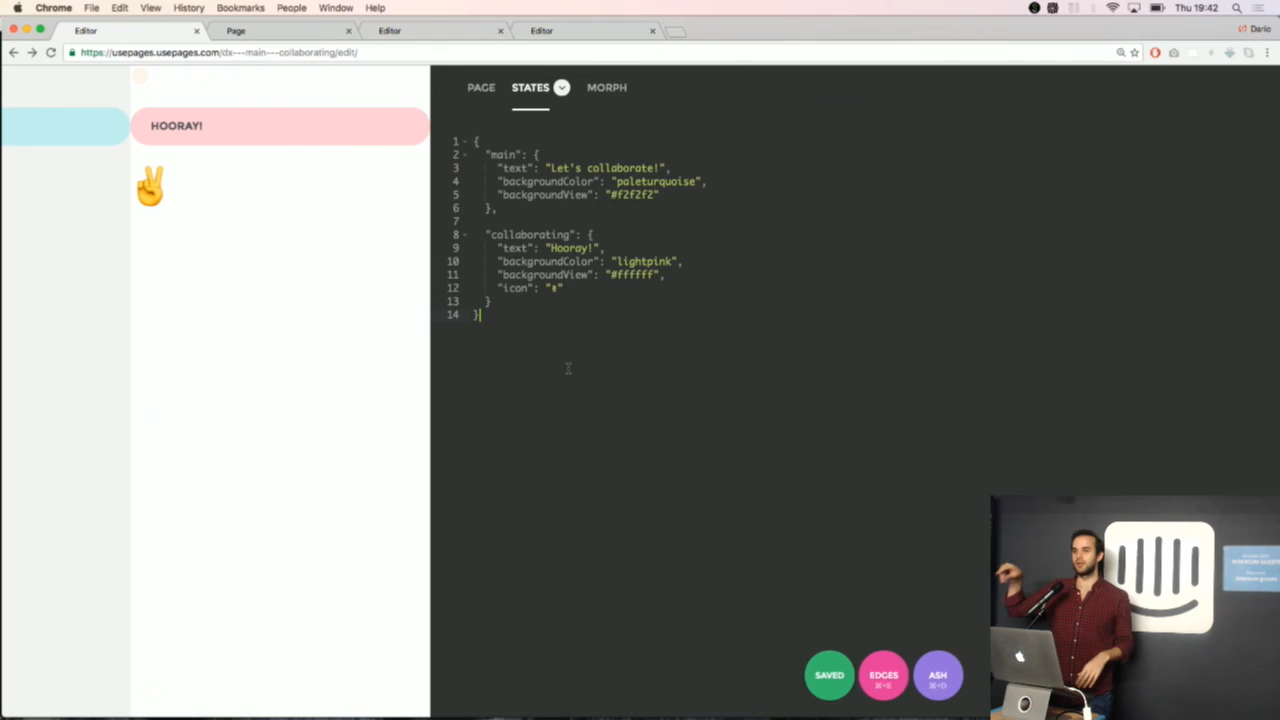 Chrome File Edit View History Bookmarks People Window Help Thu 19:42
Editor Page Editor Editor Dario
https://usepages.usepages.com/dx---main---collaborating/edit/
PAGE STATES MORPH
HOORAY!
1 {
2 "main": {
3 "text": "Let's collaborate!",
4 "backgroundColor": "paleturquoise",
5 "backgroundView": "#f2f2f2"
6 },
7
8 "collaborating": {
9 "text": "Hooray!",
10 "backgroundColor": "lightpink",
11 "backgroundView": "#ffffff",
12 "icon": "✌"
13 }
14 }
SAVED
EDGES
⌘+E
ASH
⌘+D